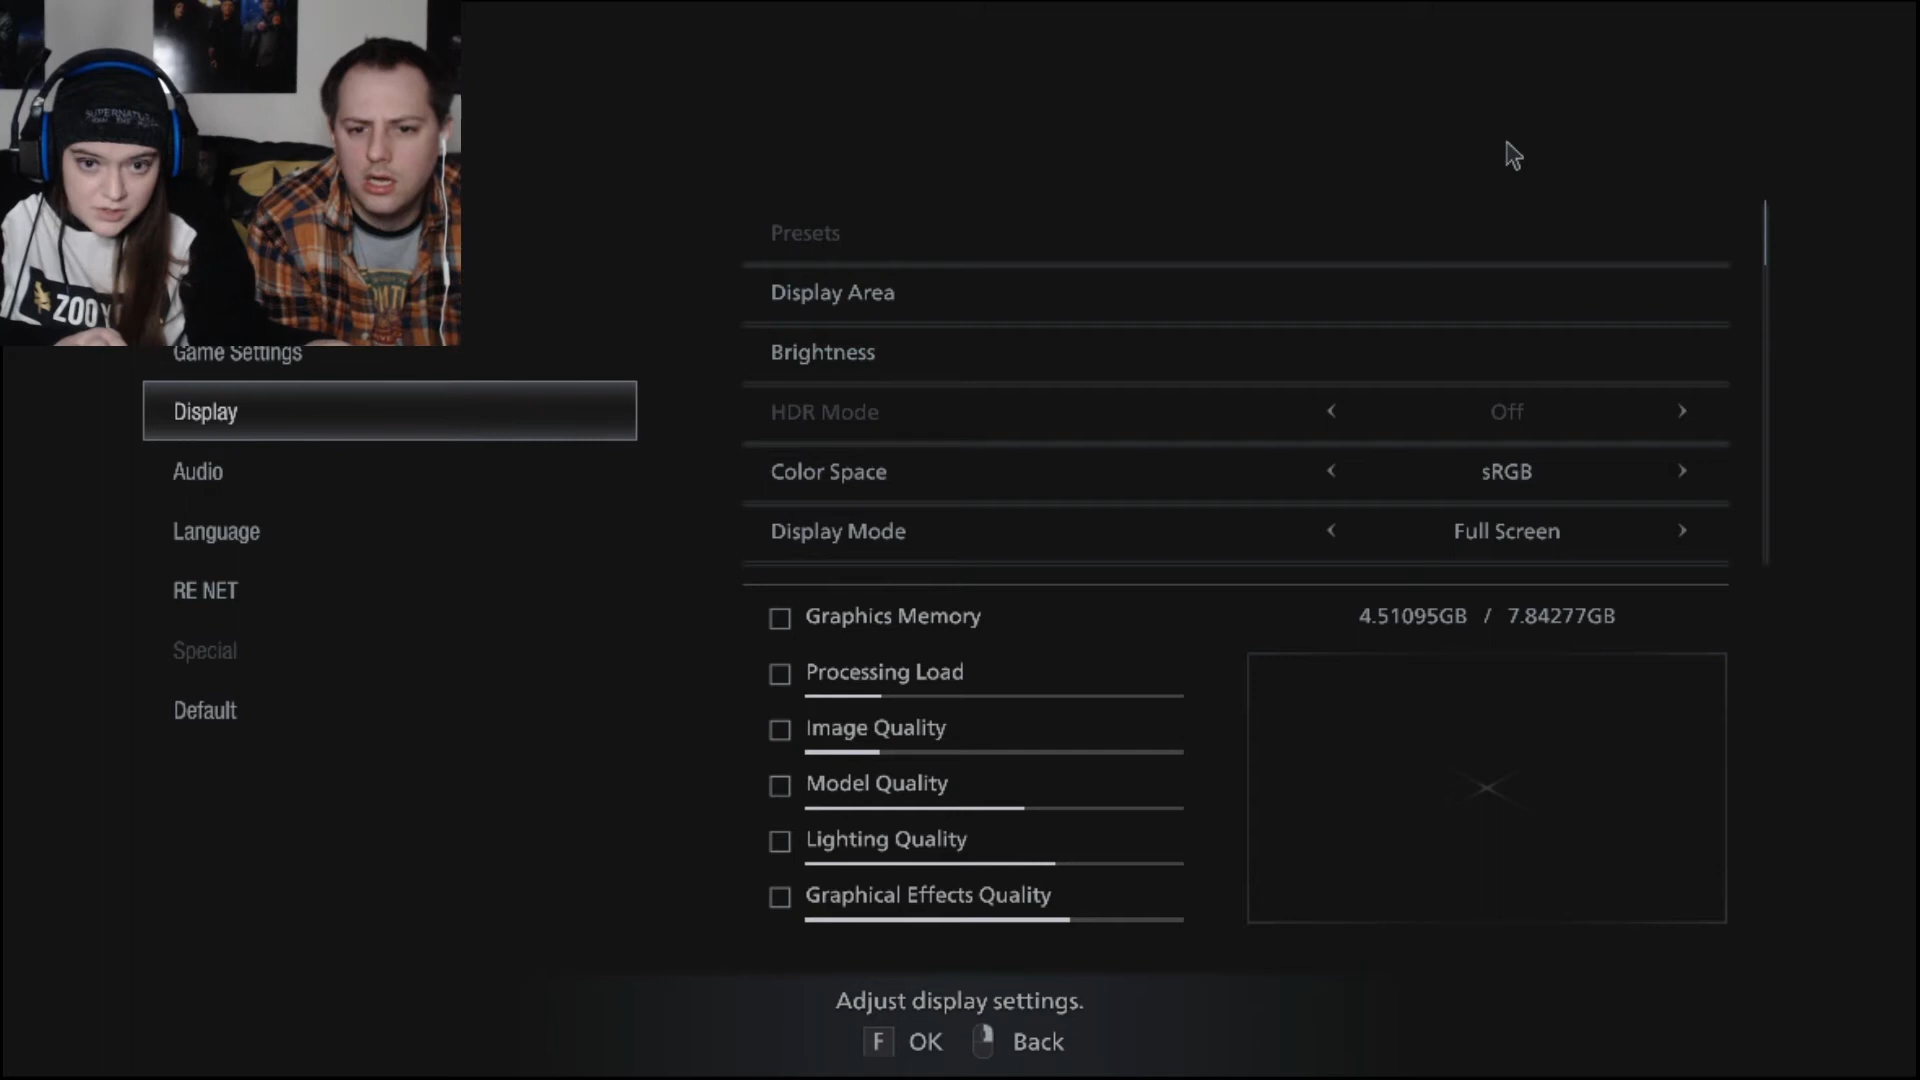 SUPERNATU
ZOO Y
Game Settings
Display
Audio
Language
RE NET
Special
Default
Presets
Display Area
Brightness
HDR Mode < Off >
Color Space < sRGB >
Display Mode < Full Screen >
Graphics Memory 4.51095GB / 7.84277GB
Processing Load
Image Quality
Model Quality
Lighting Quality
Graphical Effects Quality
Adjust display settings.
F OK Back